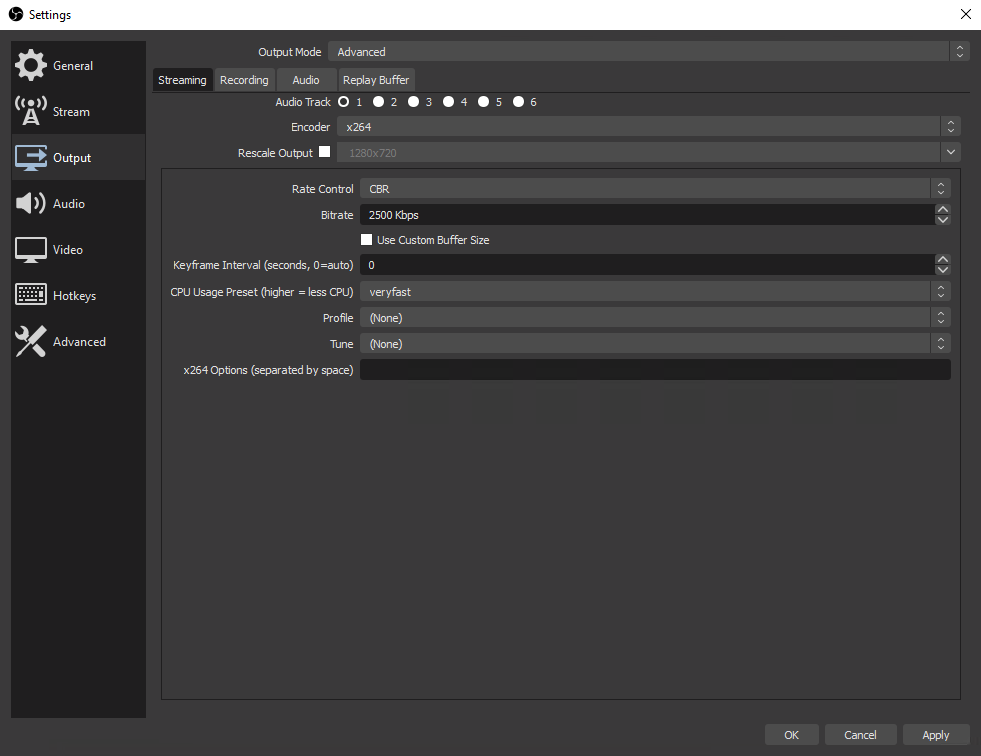 Settings
General
Stream
Output
Audio
Video
Hotkeys
Advanced
Output Mode Advanced
Streaming Recording Audio Replay Buffer
Audio Track 1 2 3 4 5 6
Encoder x264
Rescale Output 1280x720
Rate Control CBR
Bitrate 2500 Kbps
Use Custom Buffer Size
Keyframe Interval (seconds, 0=auto) 0
CPU Usage Preset (higher = less CPU) veryfast
Profile (None)
Tune (None)
x264 Options (separated by space)
OK Cancel Apply